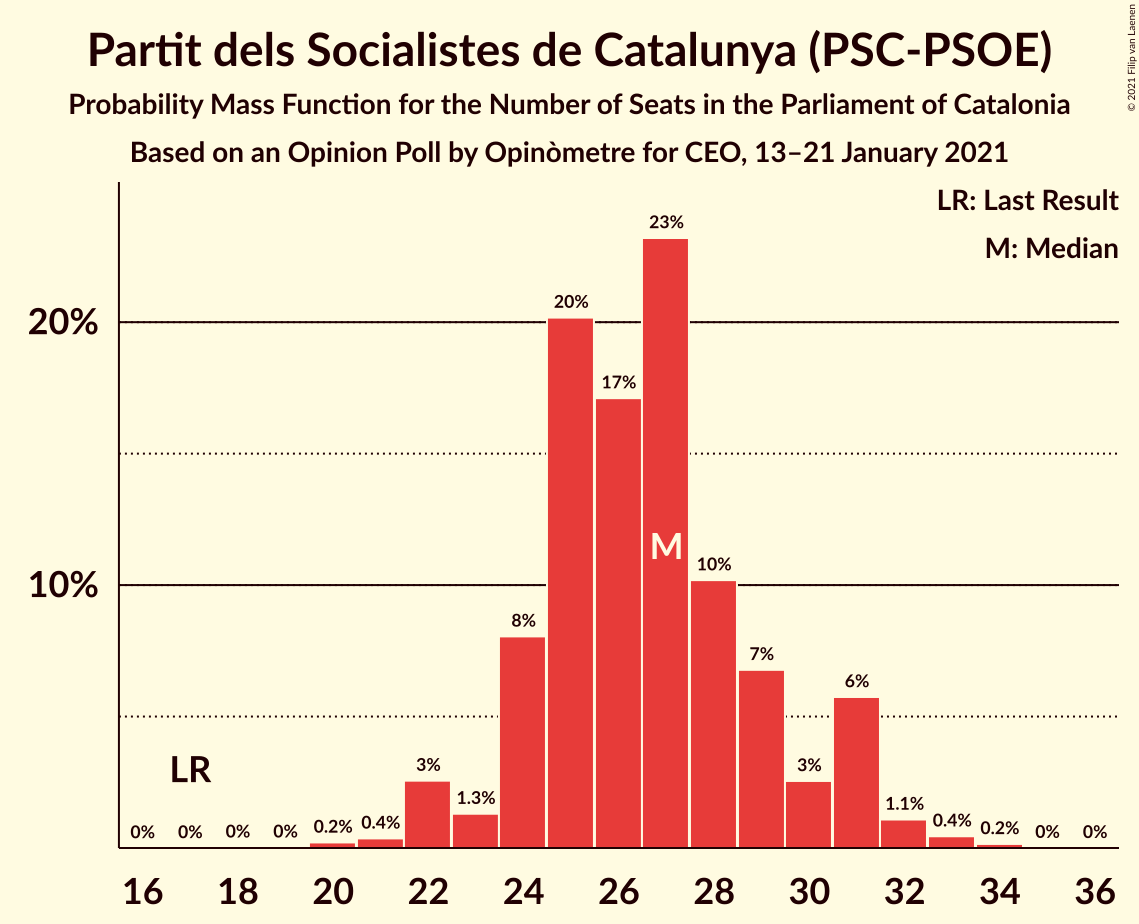 Partit dels Socialistes de Catalunya (PSC-PSOE)
Probability Mass Function for the Number of Seats in the Parliament of Catalonia
Based on an Opinion Poll by Opinòmetre for CEO, 13–21 January 2021
© 2021 Filip van Laenen
LR: Last Result
M: Median
20%
10%
0% 0% 0% 0% 0.2% 0.4% 3% 1.3% 8% 20% 17% 23% 10% 7% 3% 6% 1.1% 0.4% 0.2% 0% 0%
LR
M
16 18 20 22 24 26 28 30 32 34 36